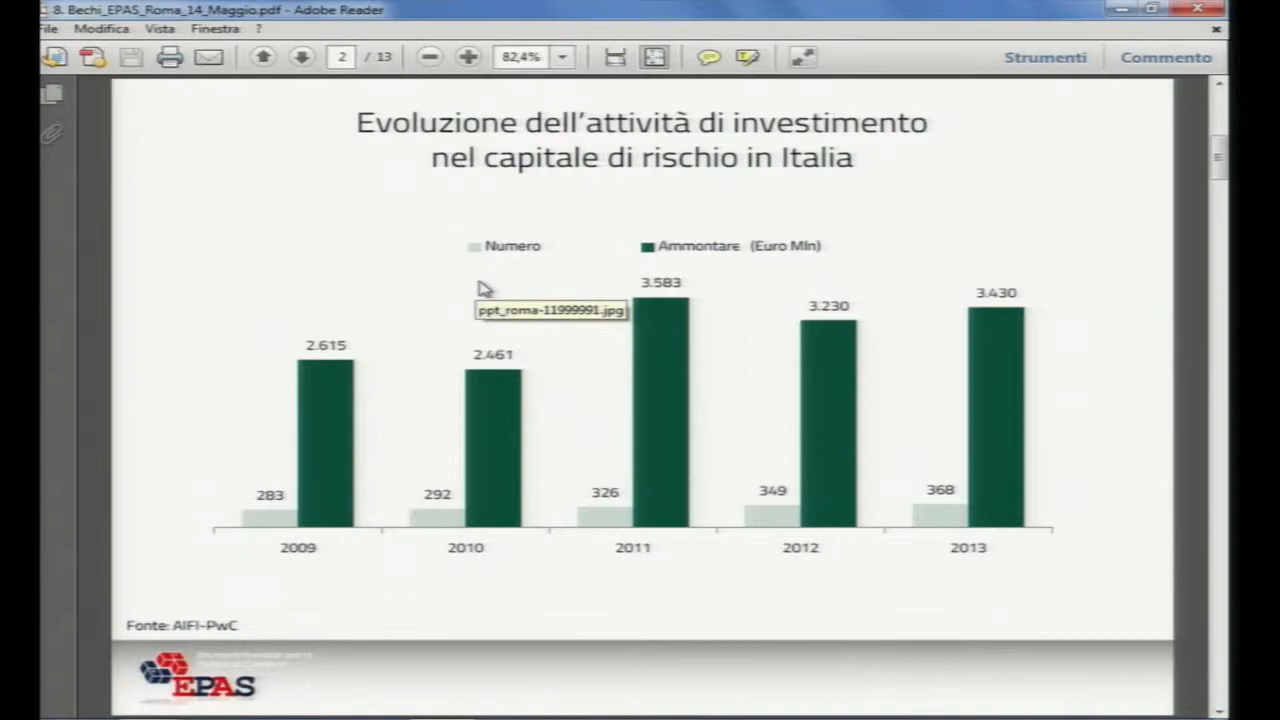 8. Bechi_EPAS_Roma_14_Maggio.pdf - Adobe Reader
File Modifica Vista Finestra ?
2 / 13 82,4% Strumenti Commento
Evoluzione dell'attività di investimento
nel capitale di rischio in Italia
Numero Ammontare (Euro Mln)
ppt_roma-11999991.jpg
2.615 2.461 3.583 3.230 3.430
283 292 326 349 368
2009 2010 2011 2012 2013
Fonte: AIFI-PwC
EPAS